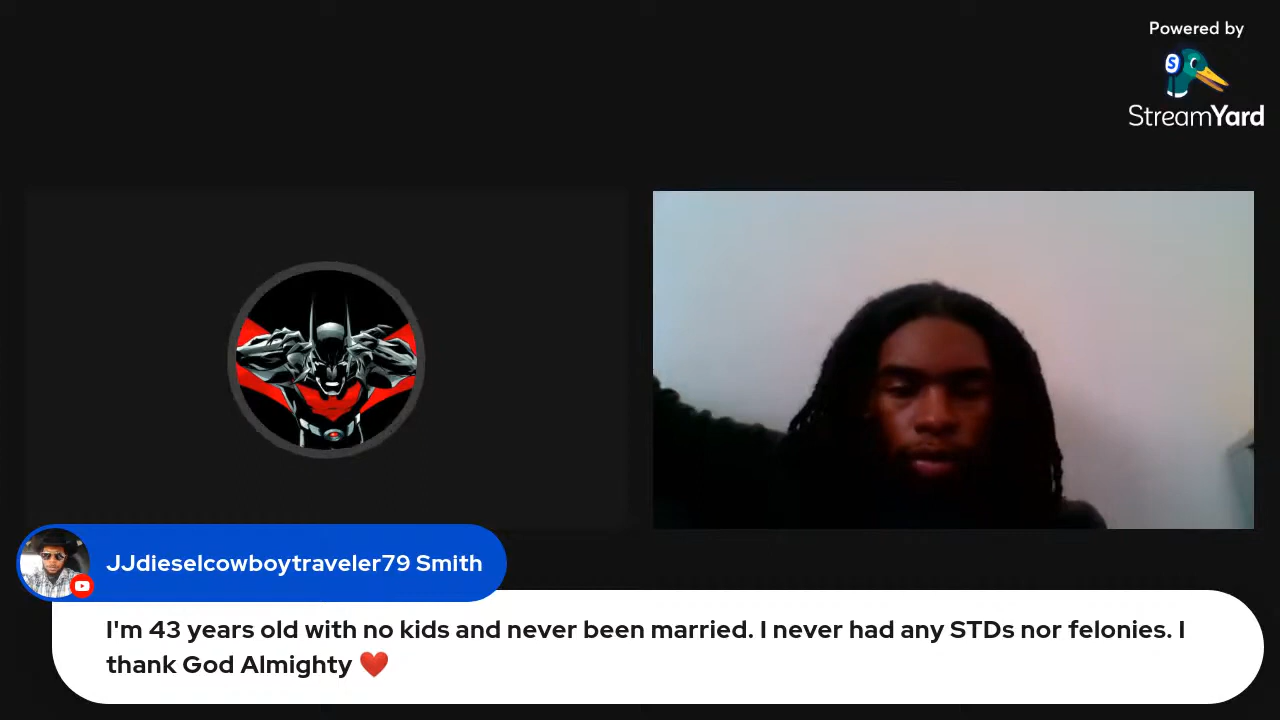 Powered by
StreamYard
JJdieselcowboytraveler79 Smith
I'm 43 years old with no kids and never been married. I never had any STDs nor felonies. I
thank God Almighty ❤️